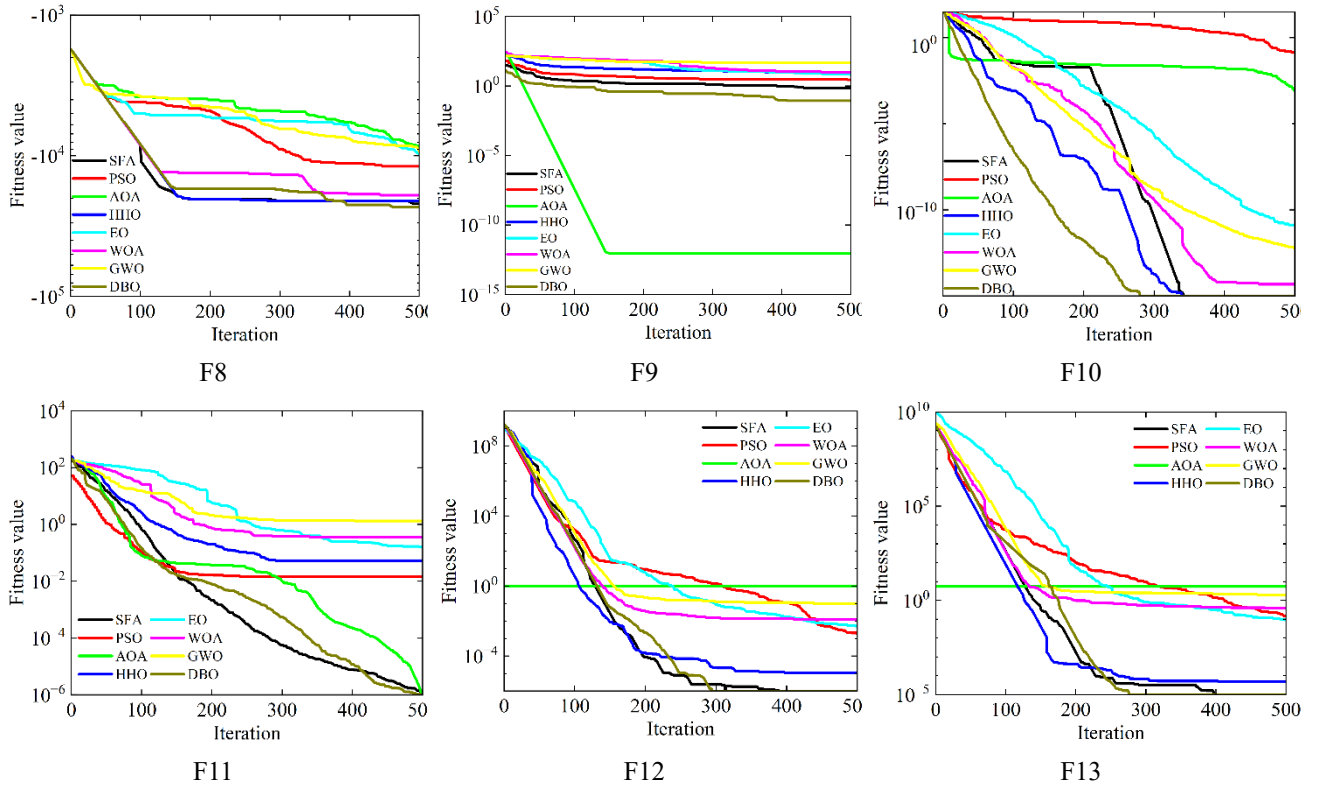 -10^3
-10^4
-10^5
Fitness value
SFA
PSO
AOA
HHO
EO
WOA
GWO
DBO
0 100 200 300 400 500
Iteration
F8
10^5
10^0
10^-5
10^-10
10^-15
Fitness value
SFA
PSO
AOA
HHO
EO
WOA
GWO
DBO
0 100 200 300 400 500
Iteration
F9
10^0
10^-10
Fitness value
SFA
PSO
AOA
HHO
EO
WOA
GWO
DBO
0 100 200 300 400 50
Iteration
F10
10^4
10^2
10^0
10^-2
10^-4
10^-6
Fitness value
SFA EO
PSO WOA
AOA GWO
HHO DBO
0 100 200 300 400 50
Iteration
F11
10^8
10^4
10^0
10^-4
Fitness value
SFA EO
PSO WOA
AOA GWO
HHO DBO
0 100 200 300 400 50
Iteration
F12
10^10
10^5
10^0
10^-5
Fitness value
SFA EO
PSO WOA
AOA GWO
HHO DBO
0 100 200 300 400 500
Iteration
F13